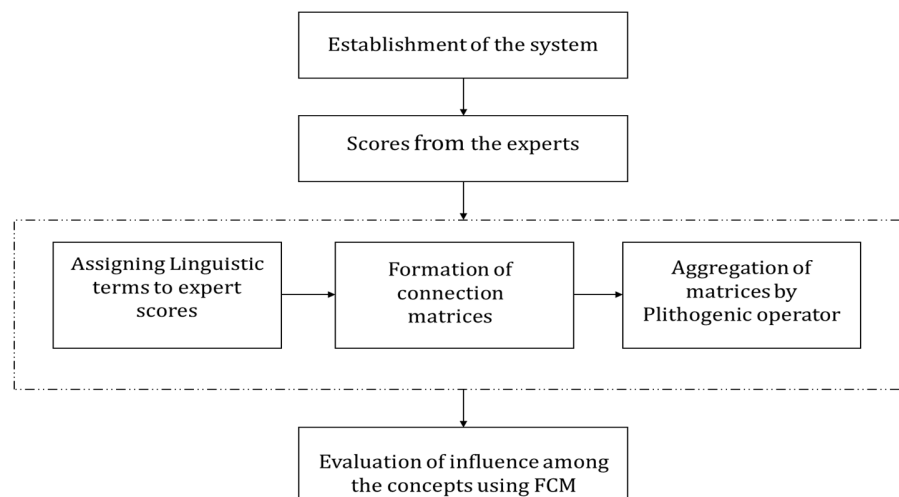 Establishment of the system
Scores from the experts
Assigning Linguistic
terms to expert
scores
Formation of
connection
matrices
Aggregation of
matrices by
Plithogenic operator
Evaluation of influence among
the concepts using FCM